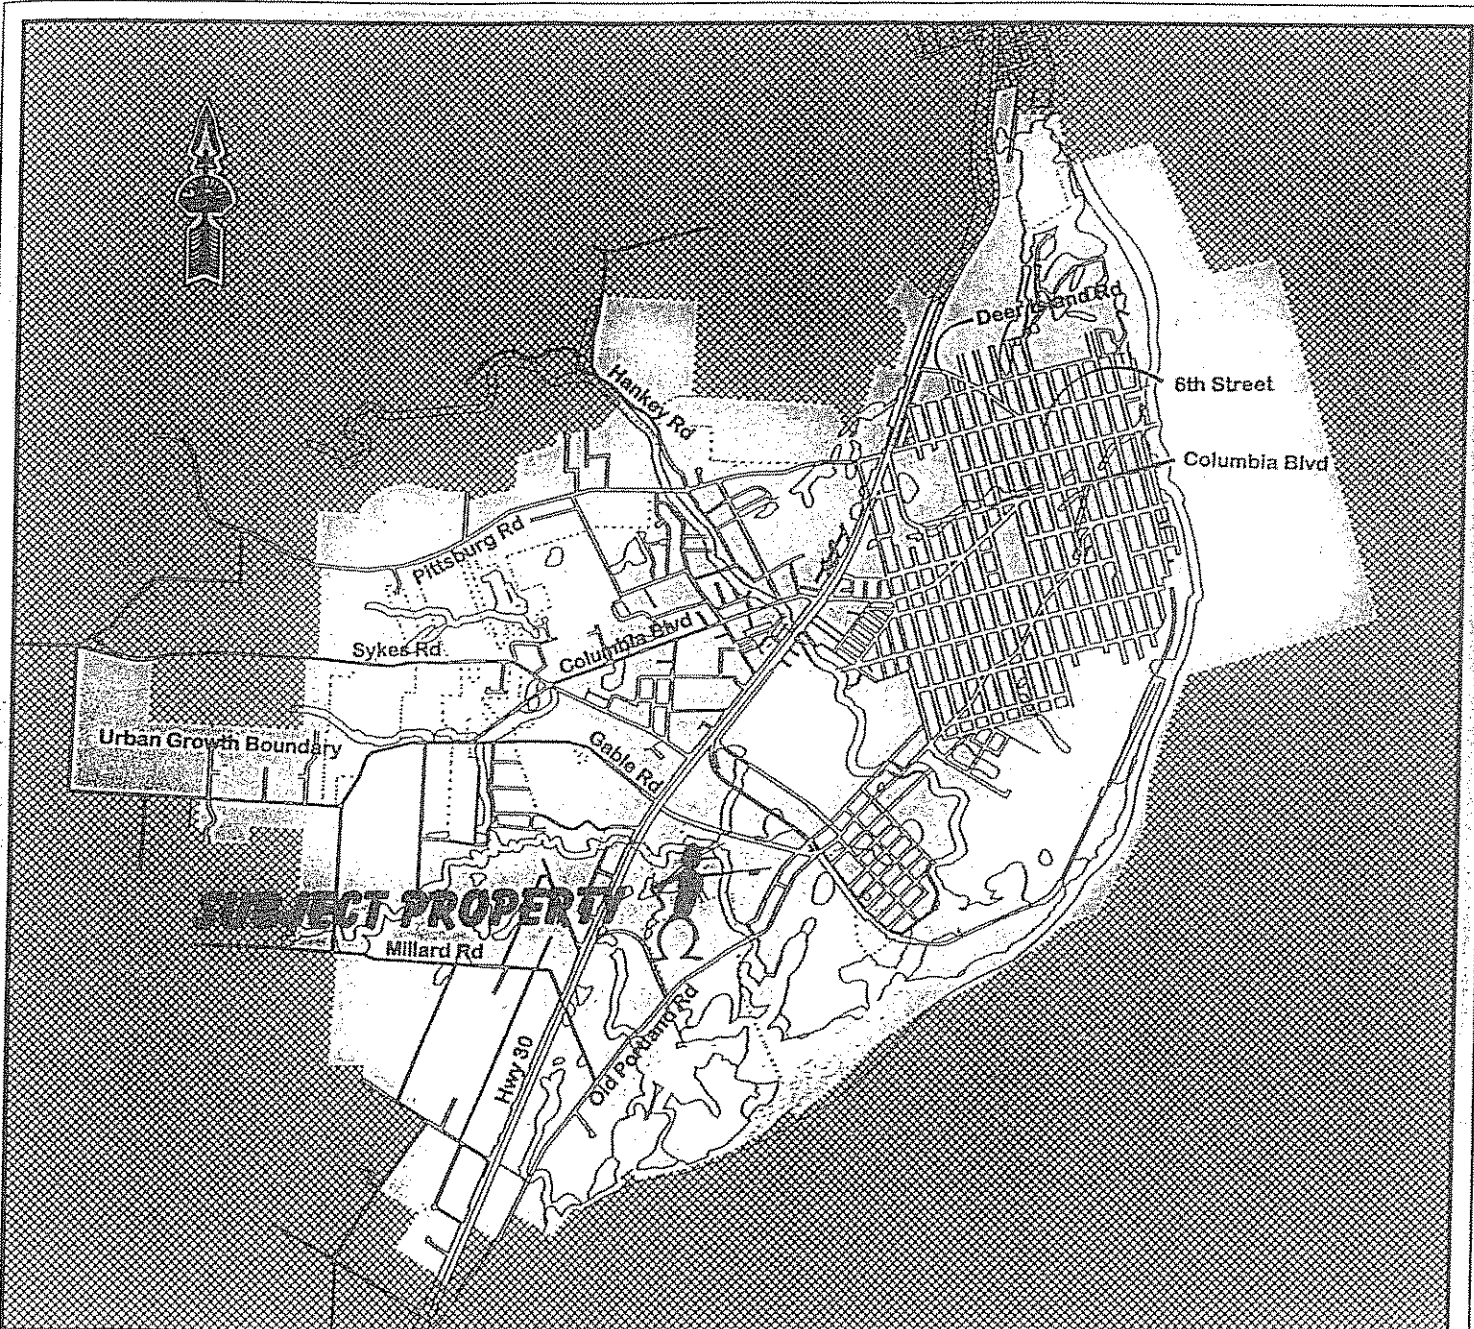 Deer Island Rd
Hankey Rd
6th Street
Columbia Blvd
Pittsburg Rd
Columbia Blvd
Sykes Rd.
Urban Growth Boundary
Gable Rd
SUBJECT PROPERTY
Millard Rd
Old Portland Rd
Hwy 30